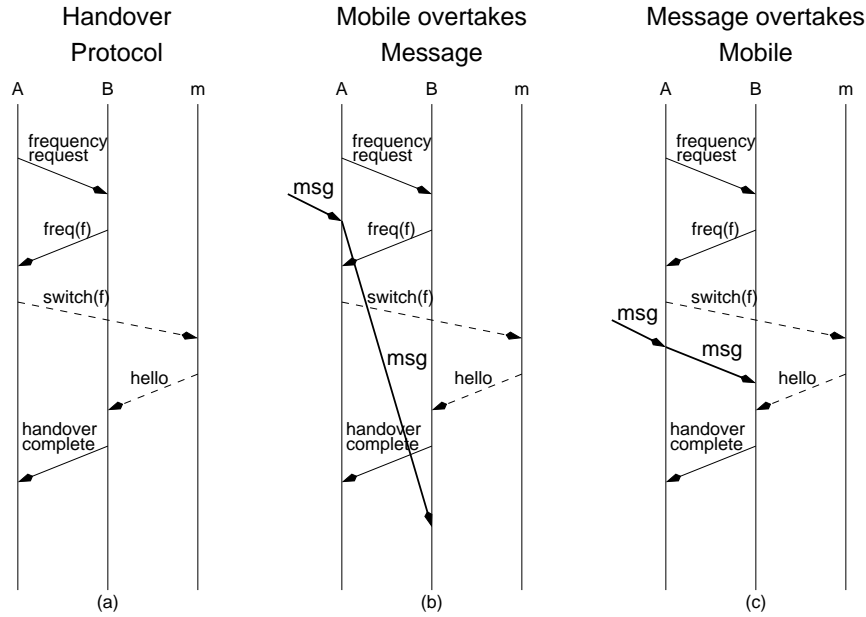 Handover
Protocol
A B m
frequency
request
freq(f)
switch(f)
hello
handover
complete
(a)
Mobile overtakes
Message
A B m
frequency
request
msg
freq(f)
switch(f)
msg
hello
handover
complete
(b)
Message overtakes
Mobile
A B m
frequency
request
freq(f)
switch(f)
msg
msg
hello
handover
complete
(c)